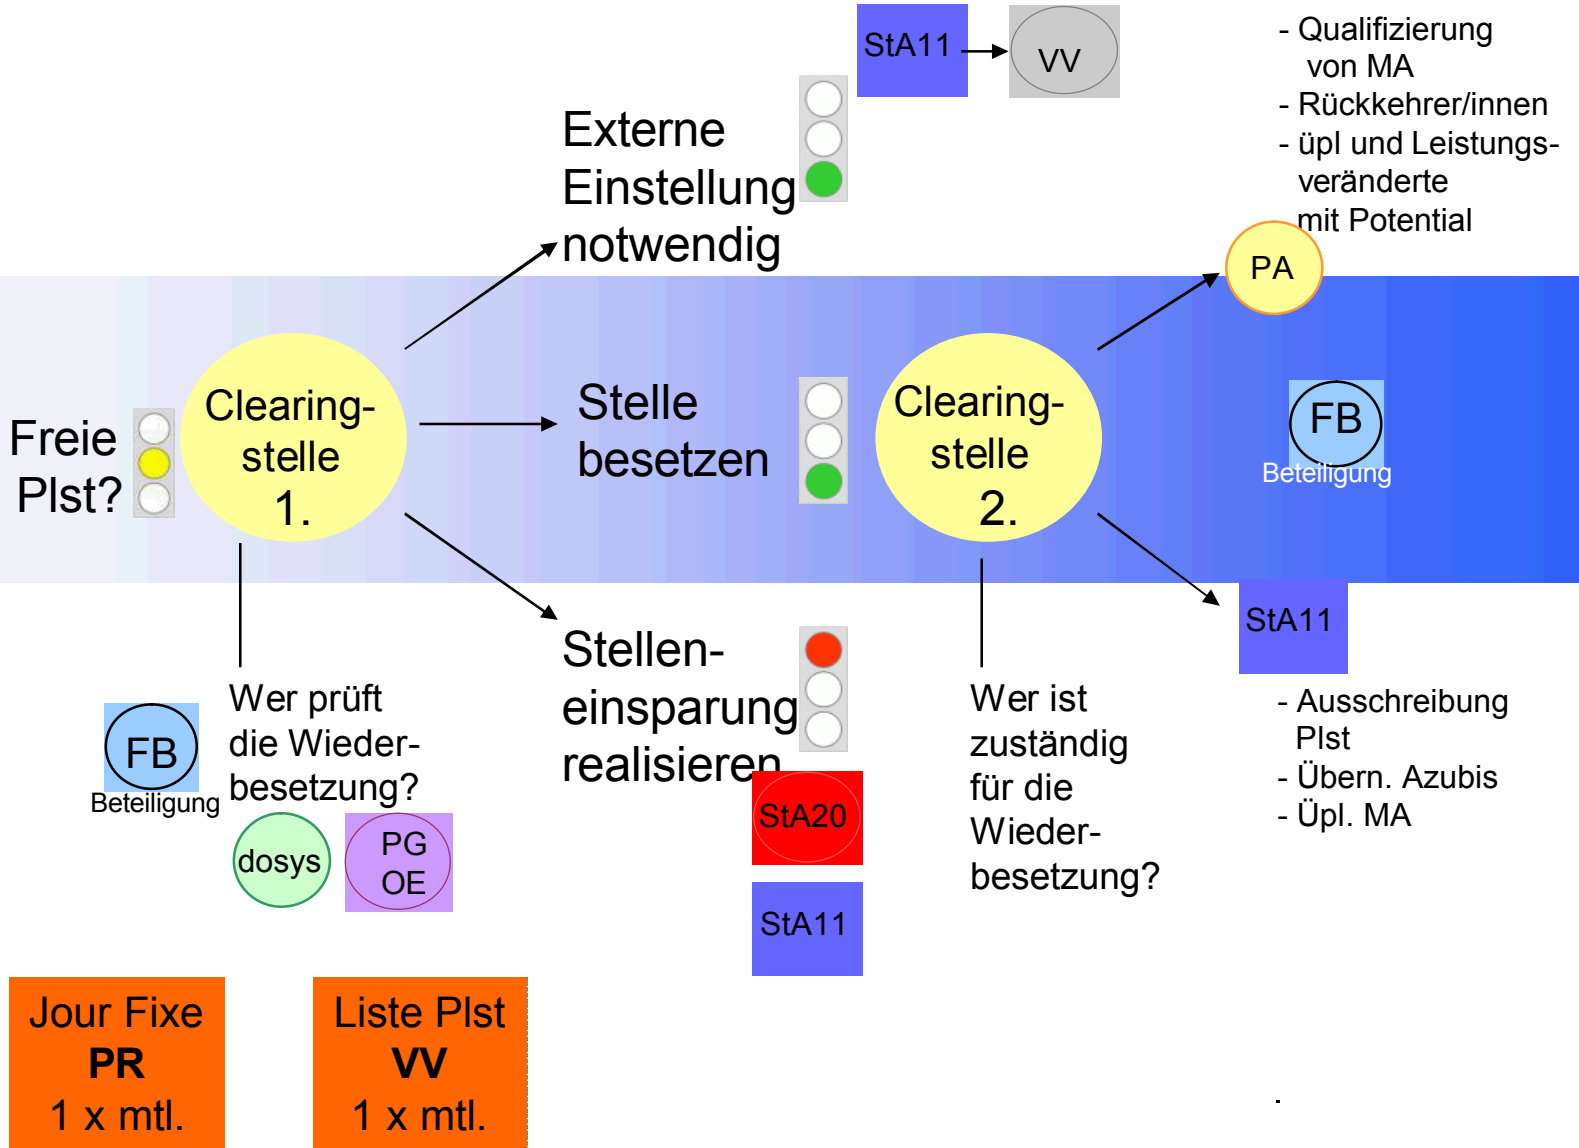 StA11
VV
- Qualifizierung
von MA
- Rückkehrer/innen
- üpl und Leistungs-
veränderte
mit Potential
Externe
Einstellung
notwendig
PA
Freie
Plst?
Clearing-
stelle
1.
Stelle
besetzen
Clearing-
stelle
2.
FB
Beteiligung
StA11
Stellen-
einsparung
realisieren
Wer prüft
die Wieder-
besetzung?
FB
Beteiligung
dosys
PG
OE
StA20
StA11
Wer ist
zuständig
für die
Wieder-
besetzung?
- Ausschreibung
Plst
- Übern. Azubis
- Üpl. MA
Jour Fixe
PR
1 x mtl.
Liste Plst
VV
1 x mtl.